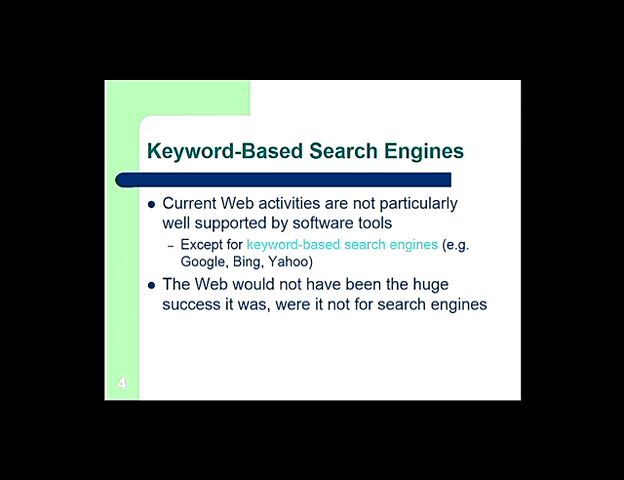 Keyword-Based Search Engines
● Current Web activities are not particularly
well supported by software tools
– Except for keyword-based search engines (e.g.
Google, Bing, Yahoo)
● The Web would not have been the huge
success it was, were it not for search engines
4